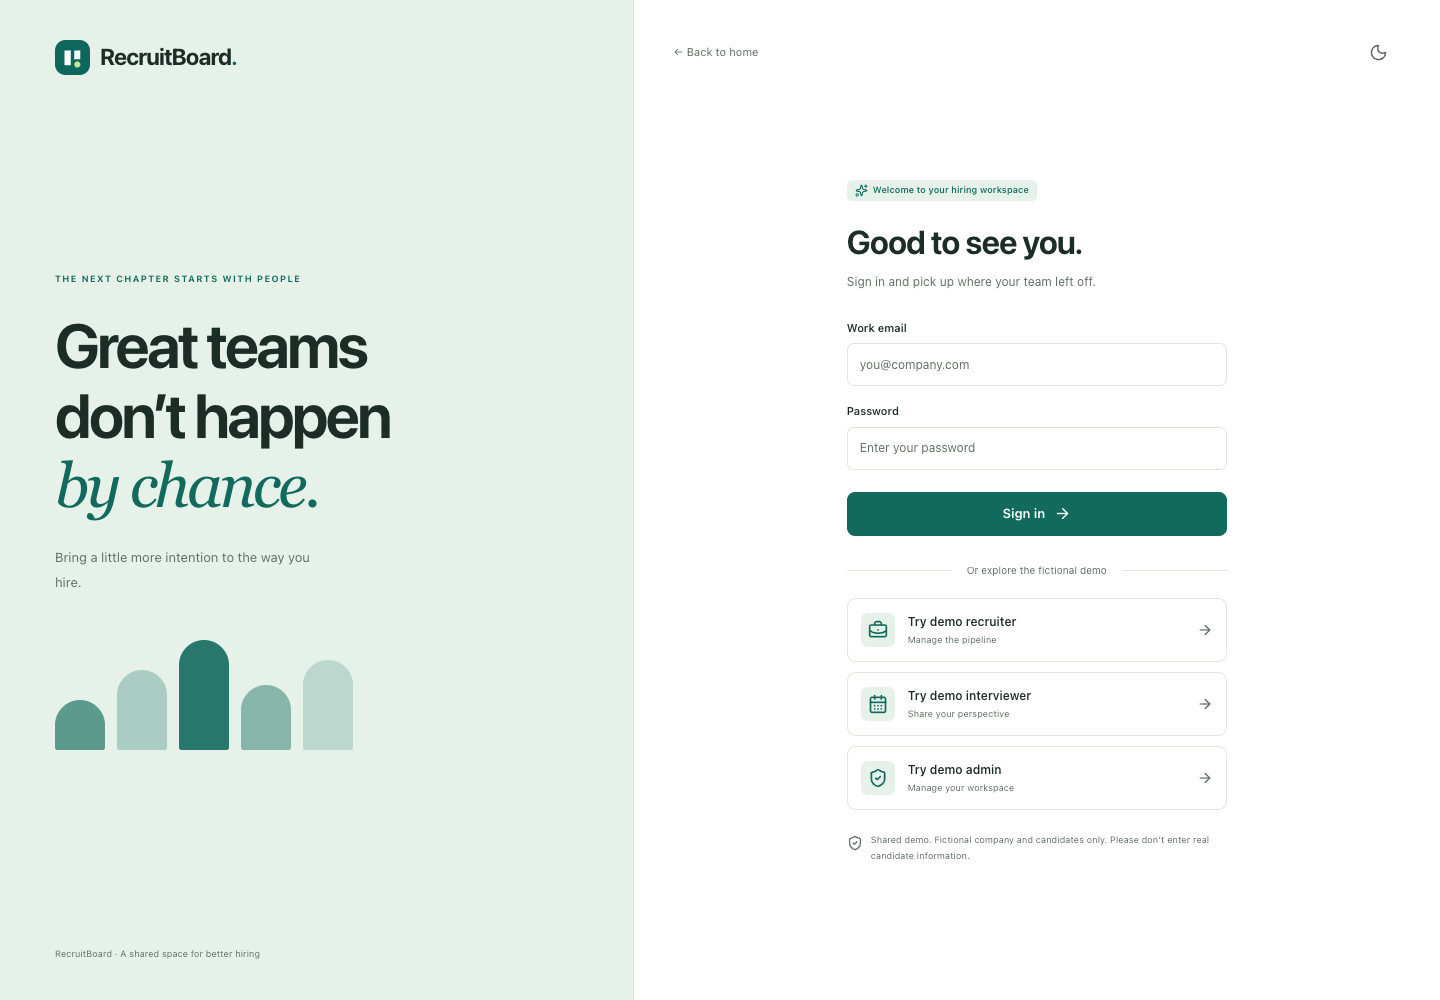 RecruitBoard.
THE NEXT CHAPTER STARTS WITH PEOPLE
Great teams
don’t happen
by chance.
Bring a little more intention to the way you
hire.
RecruitBoard · A shared space for better hiring
← Back to home
Welcome to your hiring workspace
Good to see you.
Sign in and pick up where your team left off.
Work email
you@company.com
Password
Enter your password
Sign in →
Or explore the fictional demo
Try demo recruiter
Manage the pipeline
Try demo interviewer
Share your perspective
Try demo admin
Manage your workspace
Shared demo. Fictional company and candidates only. Please don't enter real
candidate information.